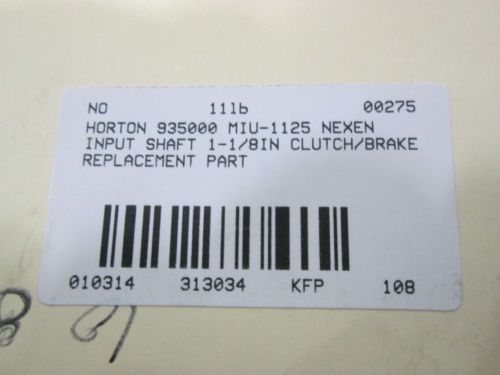 NO 11lb 00275
HORTON 935000 MIU-1125 NEXEN
INPUT SHAFT 1-1/8IN CLUTCH/BRAKE
REPLACEMENT PART
010314 313034 KFP 108